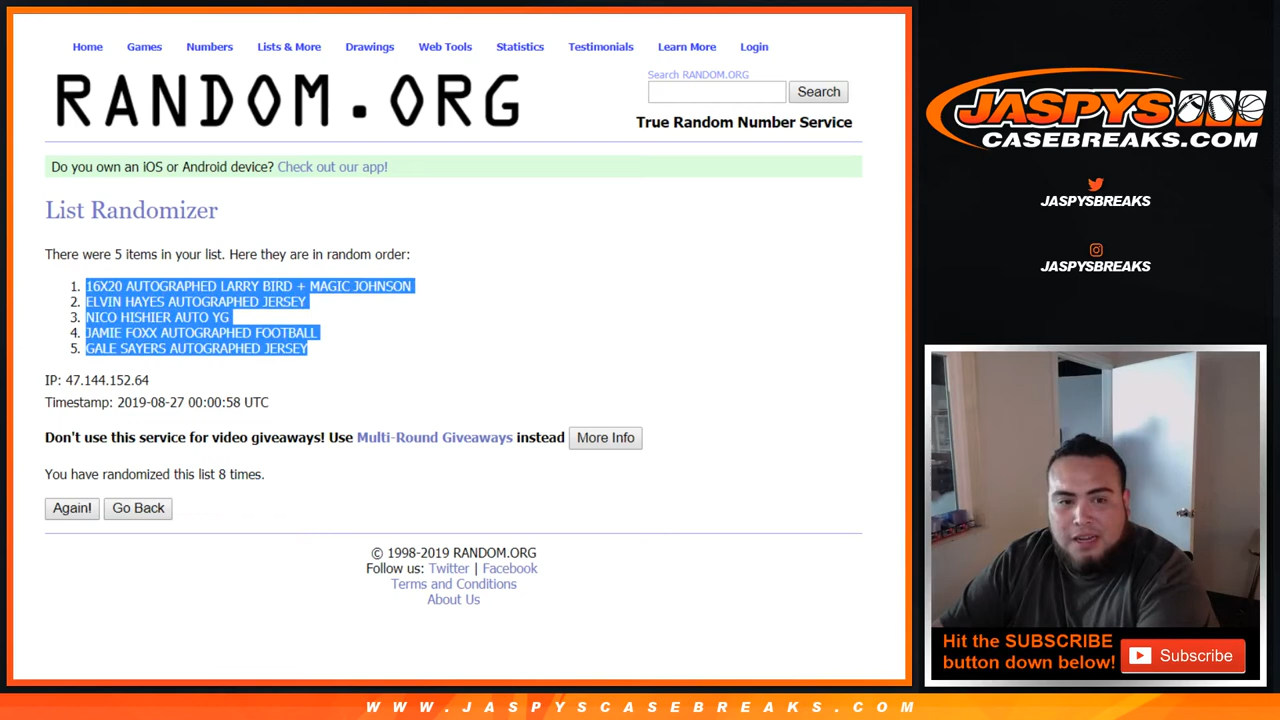 Home Games Numbers Lists & More Drawings Web Tools Statistics Testimonials Learn More Login
RANDOM.ORG
Search RANDOM.ORG
Search
True Random Number Service
Do you own an iOS or Android device? Check out our app!
List Randomizer
There were 5 items in your list. Here they are in random order:
1. 16X20 AUTOGRAPHED LARRY BIRD + MAGIC JOHNSON
2. ELVIN HAYES AUTOGRAPHED JERSEY
3. NICO HISHIER AUTO YG
4. JAMIE FOXX AUTOGRAPHED FOOTBALL
5. GALE SAYERS AUTOGRAPHED JERSEY
IP: 47.144.152.64
Timestamp: 2019-08-27 00:00:58 UTC
Don't use this service for video giveaways! Use Multi-Round Giveaways instead More Info
You have randomized this list 8 times.
Again! Go Back
© 1998-2019 RANDOM.ORG
Follow us: Twitter | Facebook
Terms and Conditions
About Us
JASPYS
CASEBREAKS.COM
JASPYSBREAKS
JASPYSBREAKS
Hit the SUBSCRIBE
button down below!
Subscribe
WWW.JASPYSCASEBREAKS.COM